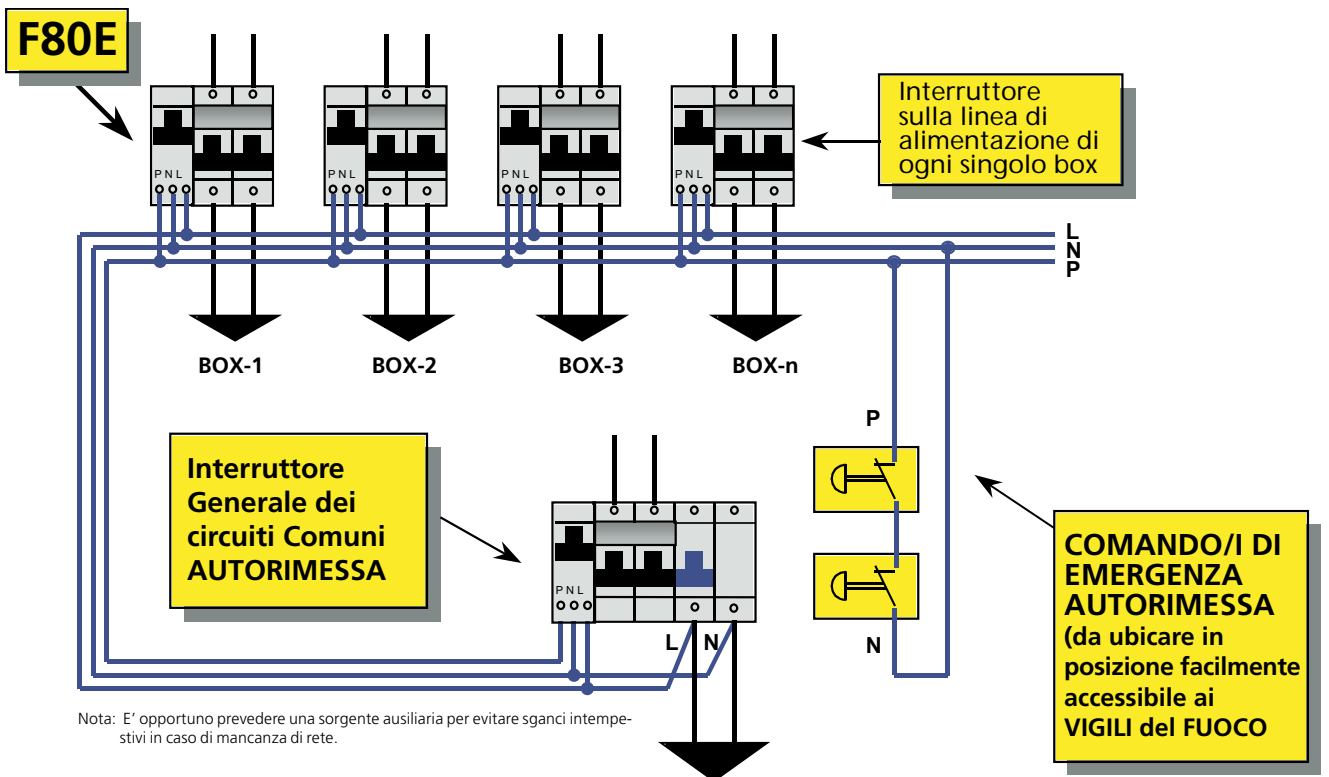 F80E
Interruttore
sulla linea di
alimentazione di
ogni singolo box
P N L
P N L
P N L
P N L
L
N
P
BOX-1
BOX-2
BOX-3
BOX-n
P
Interruttore
Generale dei
circuiti Comuni
AUTORIMESSA
P N L
L N
N
COMANDO/I DI
EMERGENZA
AUTORIMESSA
(da ubicare in
posizione facilmente
accessibile ai
VIGILI del FUOCO
Nota: E' opportuno prevedere una sorgente ausiliaria per evitare sganci intempe-
stivi in caso di mancanza di rete.